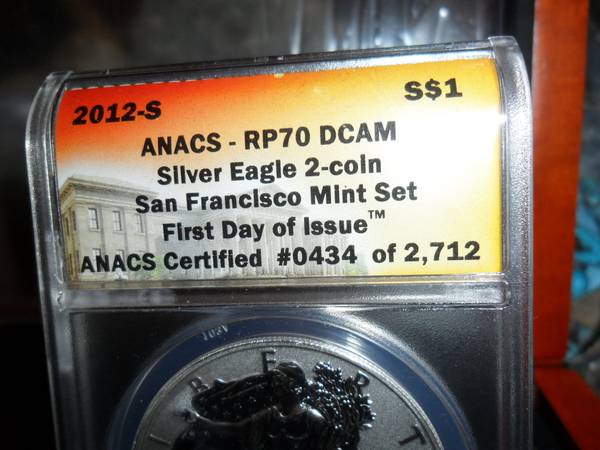 2012-S S$1
ANACS - RP70 DCAM
Silver Eagle 2-coin
San Francisco Mint Set
First Day of Issue™
ANACS Certified #0434 of 2,712
I B E R T